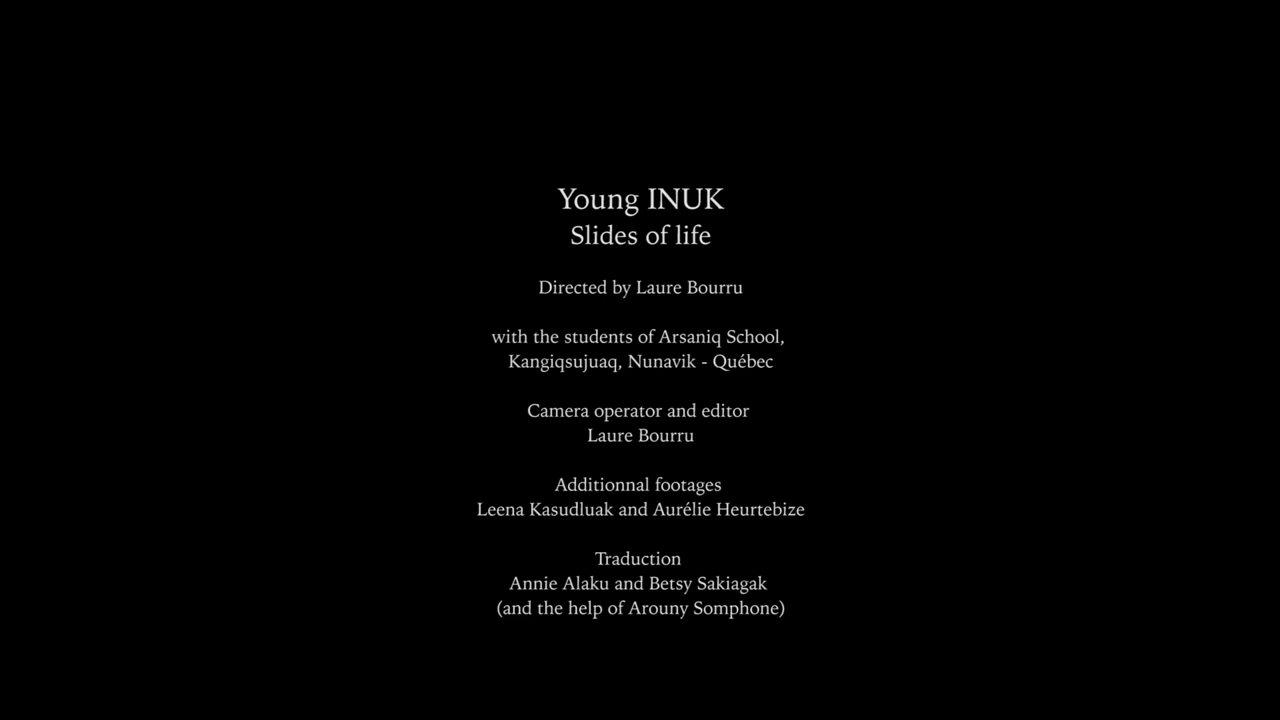 Young INUK
Slides of life
Directed by Laure Bourru
with the students of Arsaniq School,
Kangiqsujuaq, Nunavik - Québec
Camera operator and editor
Laure Bourru
Additionnal footages
Leena Kasudluak and Aurélie Heurtebize
Traduction
Annie Alaku and Betsy Sakiagak
(and the help of Arouny Somphone)